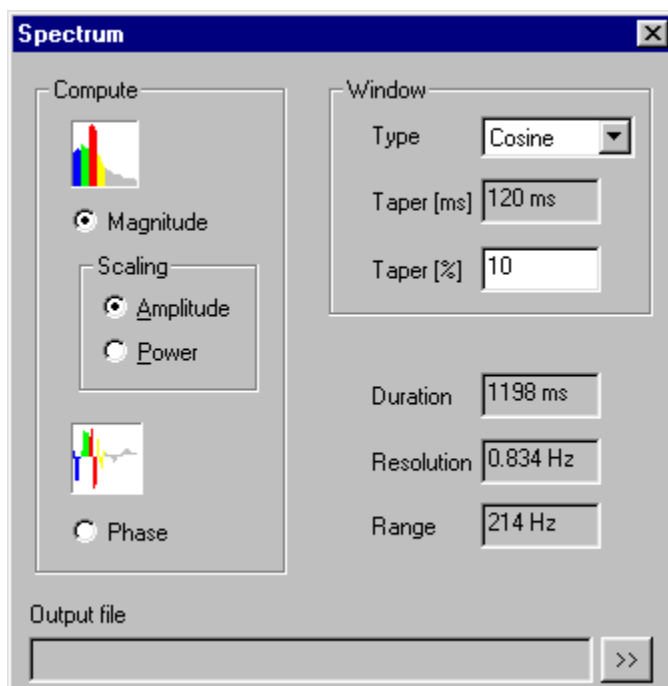 Spectrum
Compute
Magnitude
Scaling
Amplitude
Power
Phase
Window
Type Cosine
Taper [ms] 120 ms
Taper [%] 10
Duration 1198 ms
Resolution 0.834 Hz
Range 214 Hz
Output file
>>